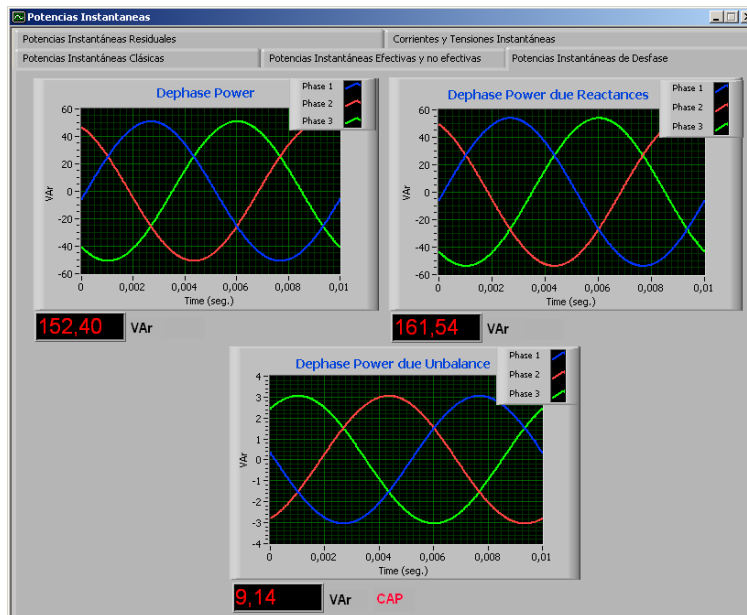 Potencias Instantaneas
Potencias Instantáneas Residuales
Corrientes y Tensiones Instantáneas
Potencias Instantáneas Clásicas
Potencias Instantáneas Efectivas y no efectivas
Potencias Instantáneas de Desfase
Dephase Power
Phase 1
Phase 2
Phase 3
60
40
20
0
-20
-40
-60
VAr
0 0,002 0,004 0,006 0,008 0,01
Time (seg.)
152,40 VAr
Dephase Power due Reactances
Phase 1
Phase 2
Phase 3
60
40
20
0
-20
-40
-60
VAr
0 0,002 0,004 0,006 0,008 0,01
Time (seg.)
161,54 VAr
Dephase Power due Unbalance
Phase 1
Phase 2
Phase 3
4
3
2
1
0
-1
-2
-3
-4
VAr
0 0,002 0,004 0,006 0,008 0,01
Time (seg.)
9,14 VAr CAP